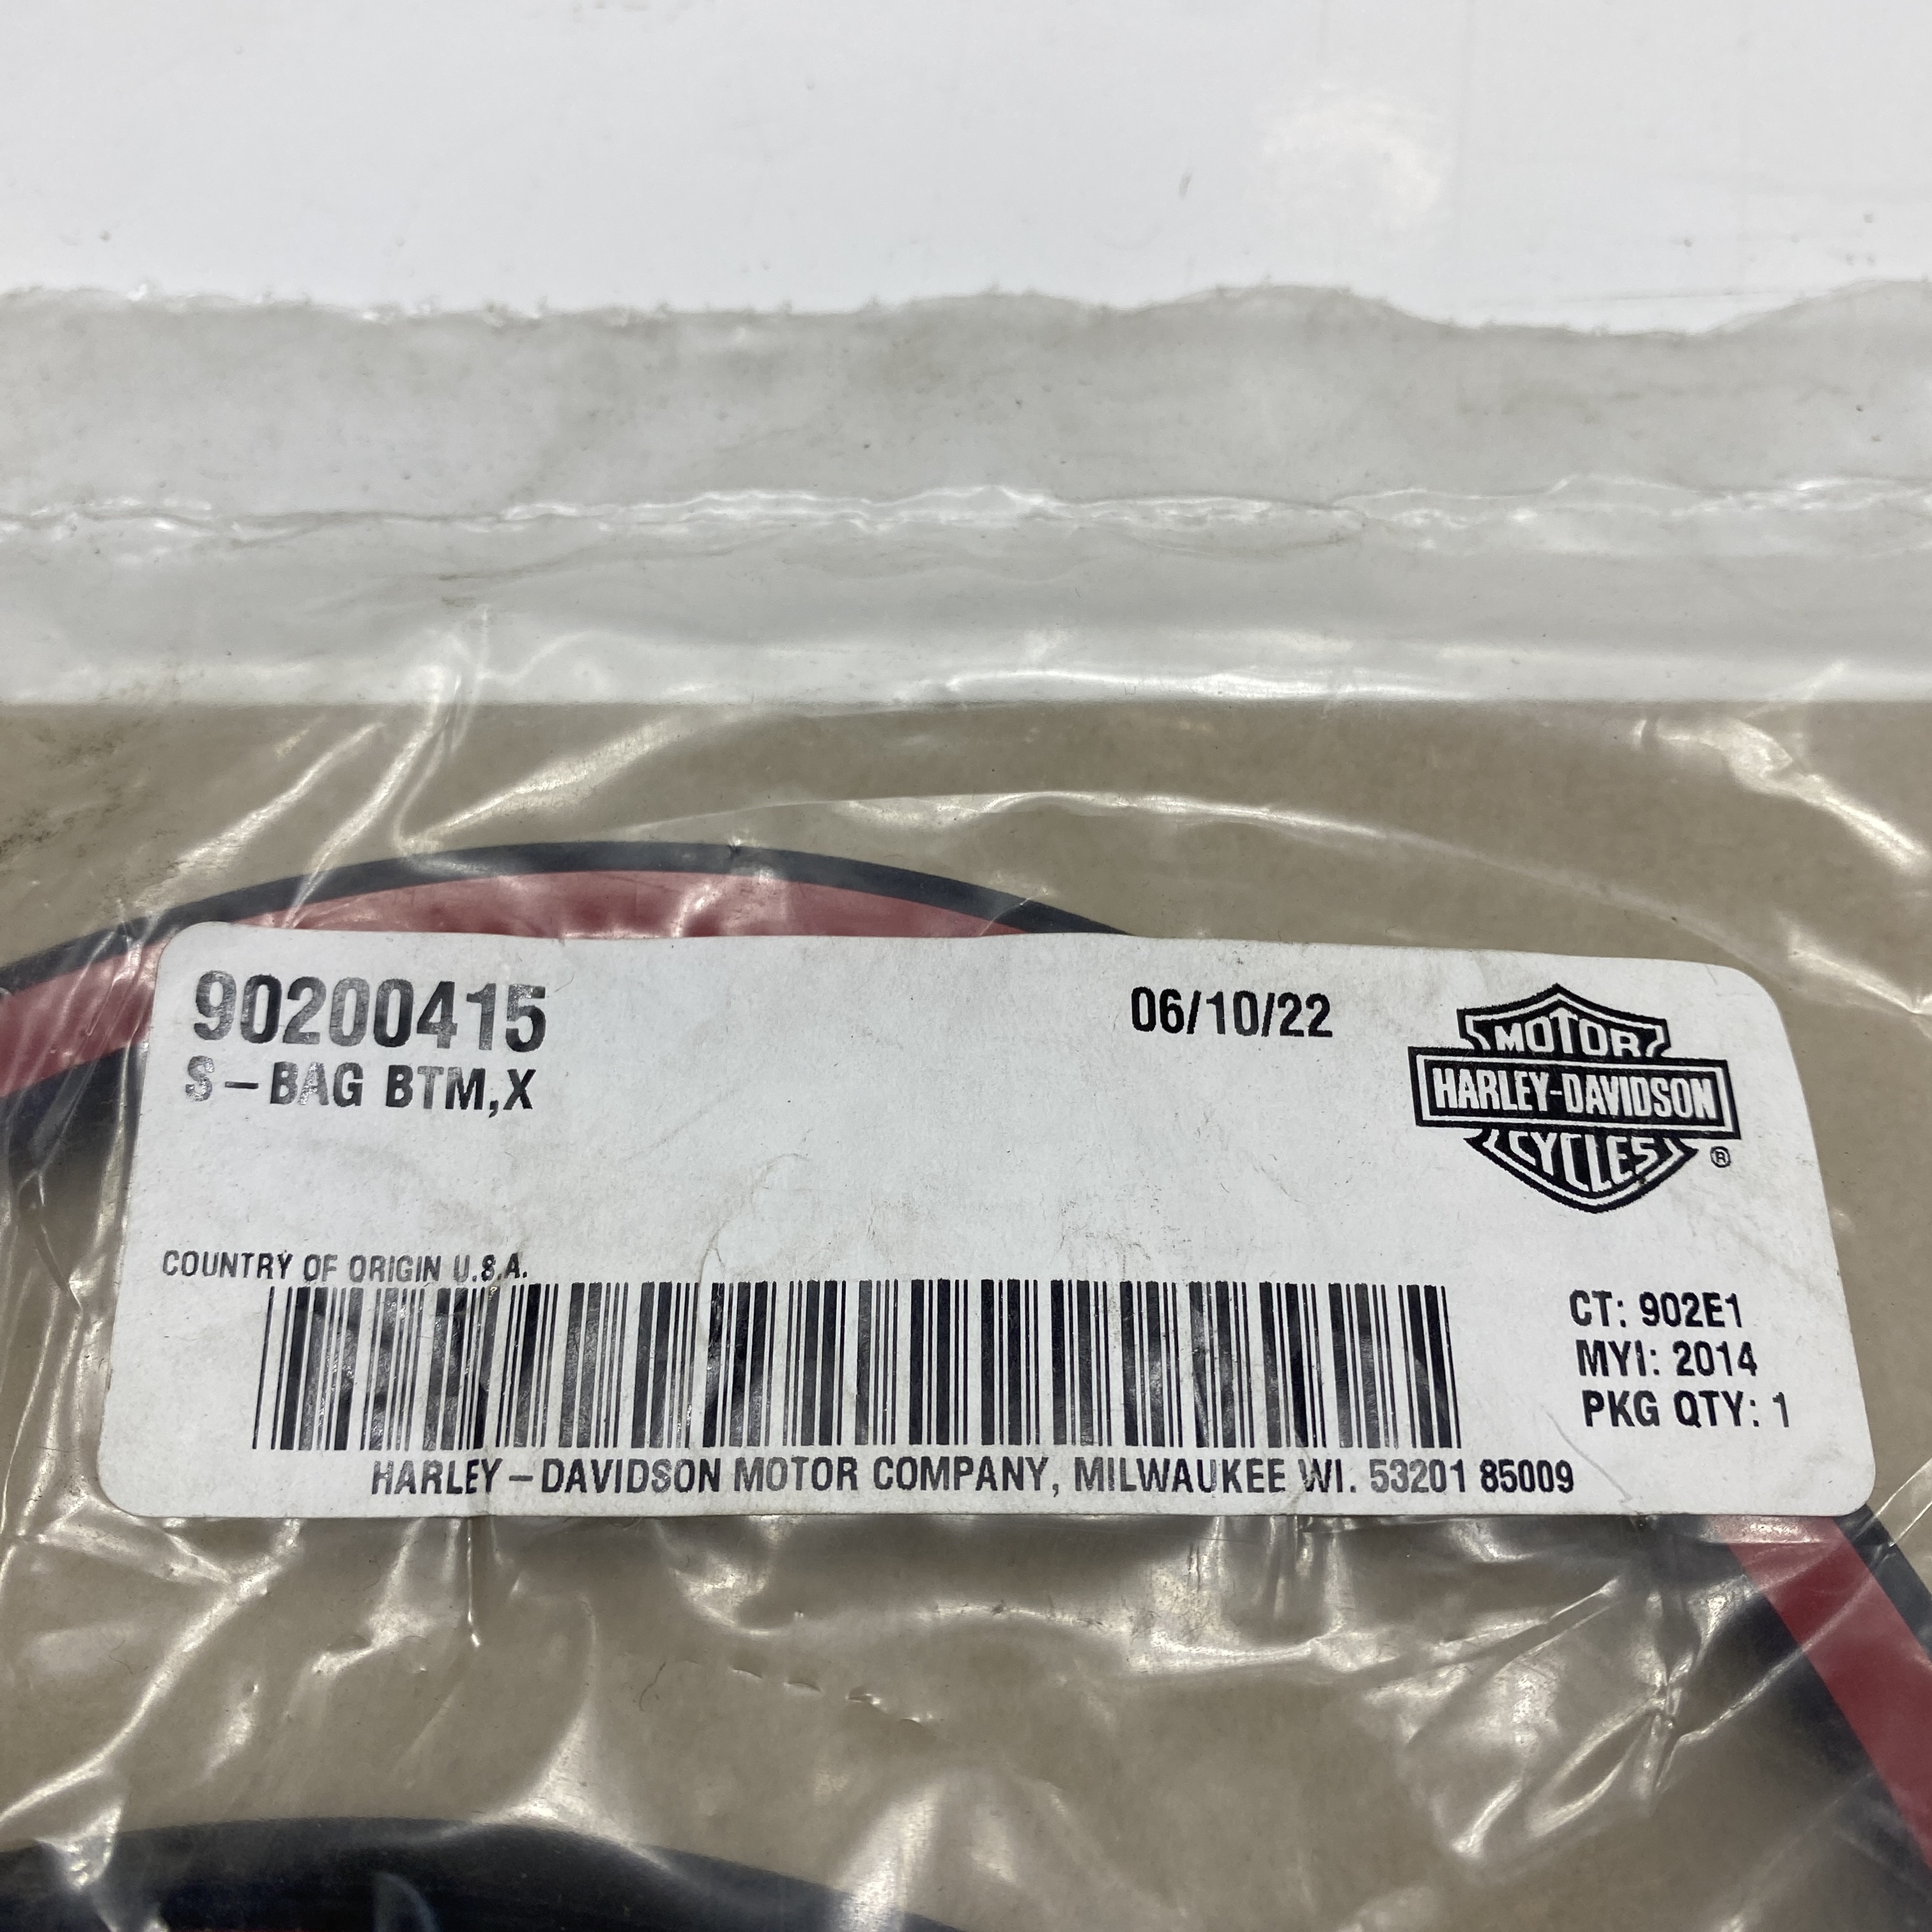 90200415
S-BAG BTM,X
06/10/22
MOTOR
HARLEY-DAVIDSON
CYCLES
®
COUNTRY OF ORIGIN U.S.A.
CT: 902E1
MYI: 2014
PKG QTY: 1
HARLEY-DAVIDSON MOTOR COMPANY, MILWAUKEE WI. 53201 85009